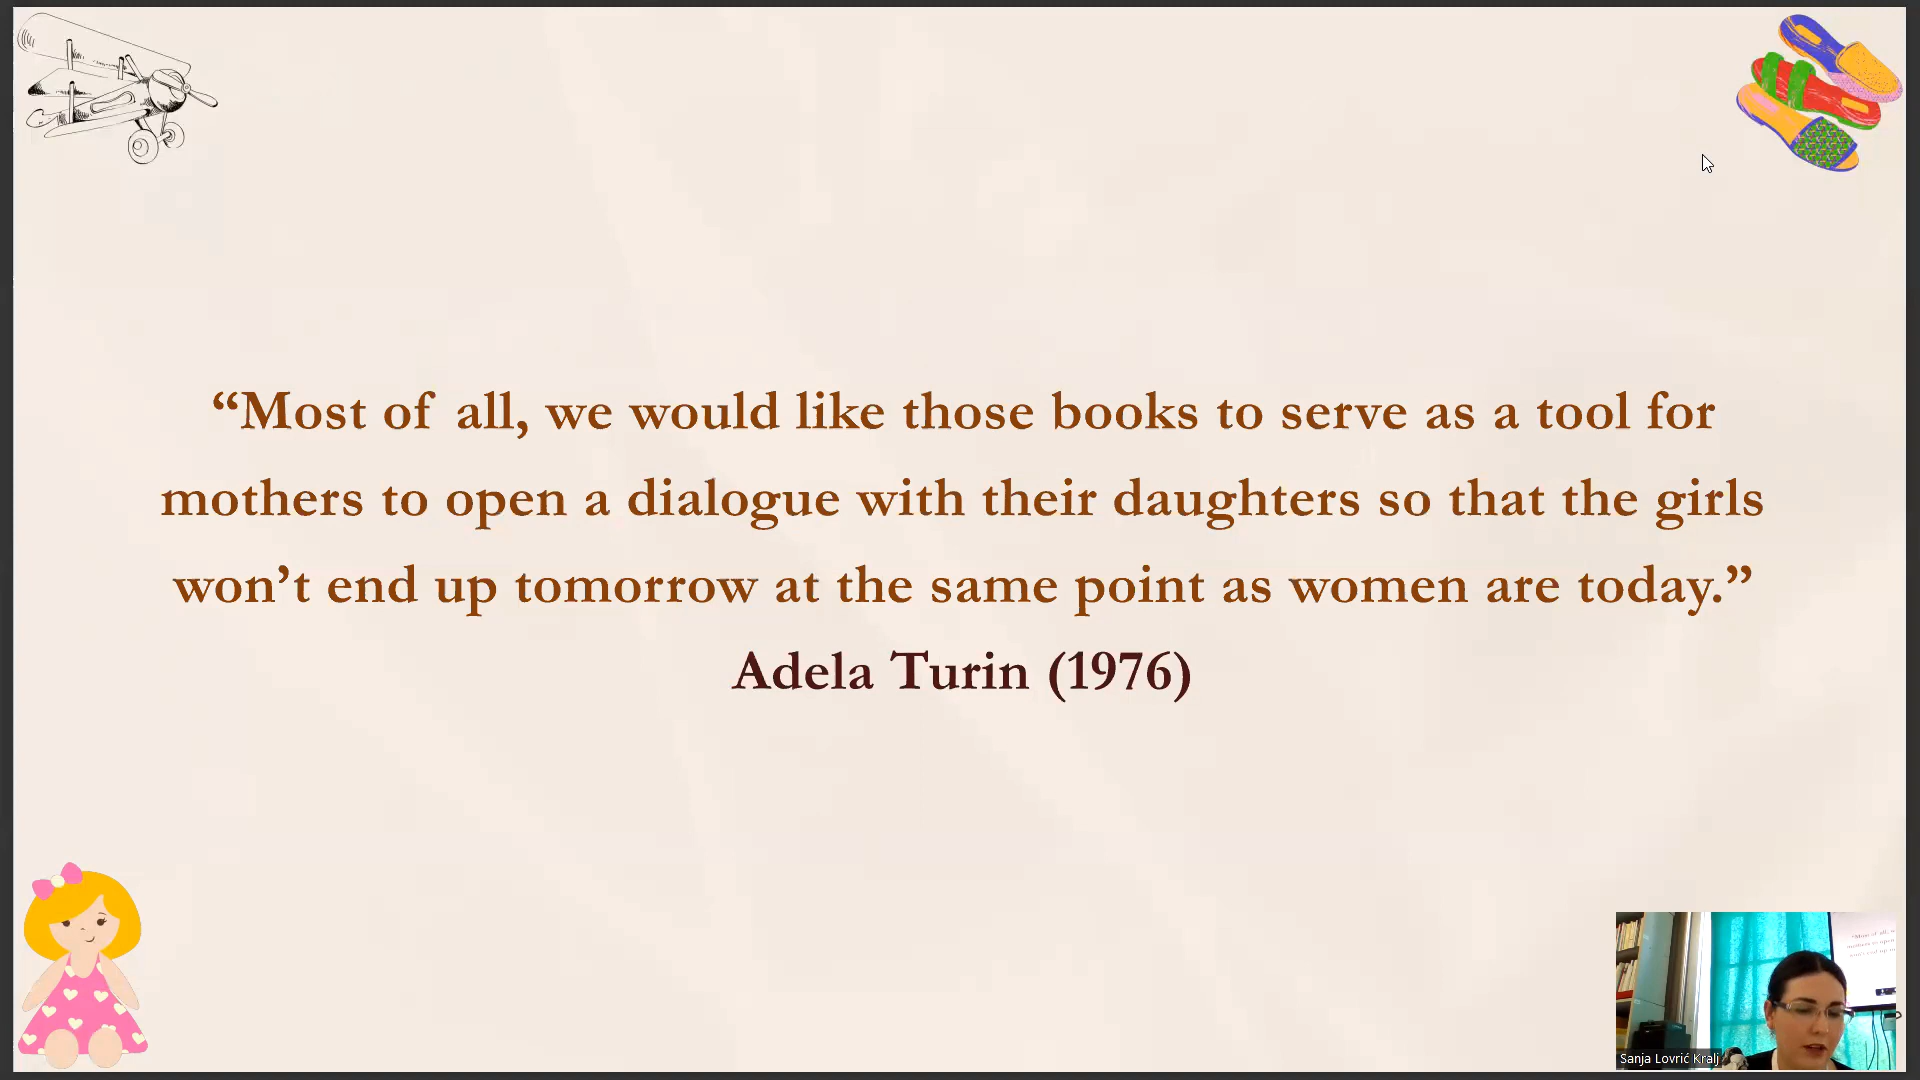 “Most of all, we would like those books to serve as a tool for
mothers to open a dialogue with their daughters so that the girls
won’t end up tomorrow at the same point as women are today.”
Adela Turin (1976)
Sanja Lovrić Kralj